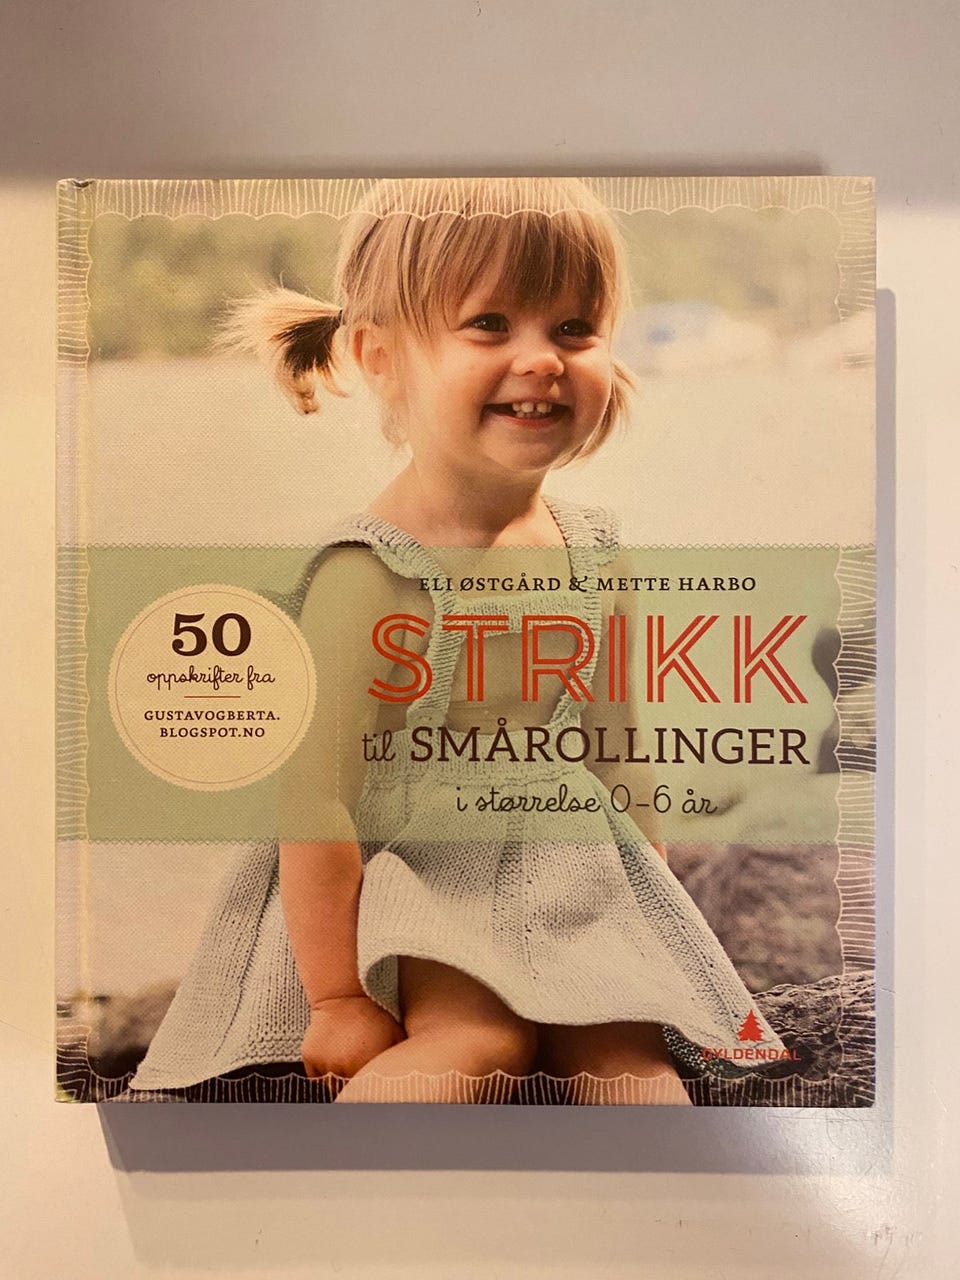 ELI ØSTGÅRD & METTE HARBO
STRIKK
til SMÅROLLINGER
i størrelse 0–6 år
50
oppskrifter fra
GUSTAVOGBERTA.
BLOGSPOT.NO
GYLDENDAL